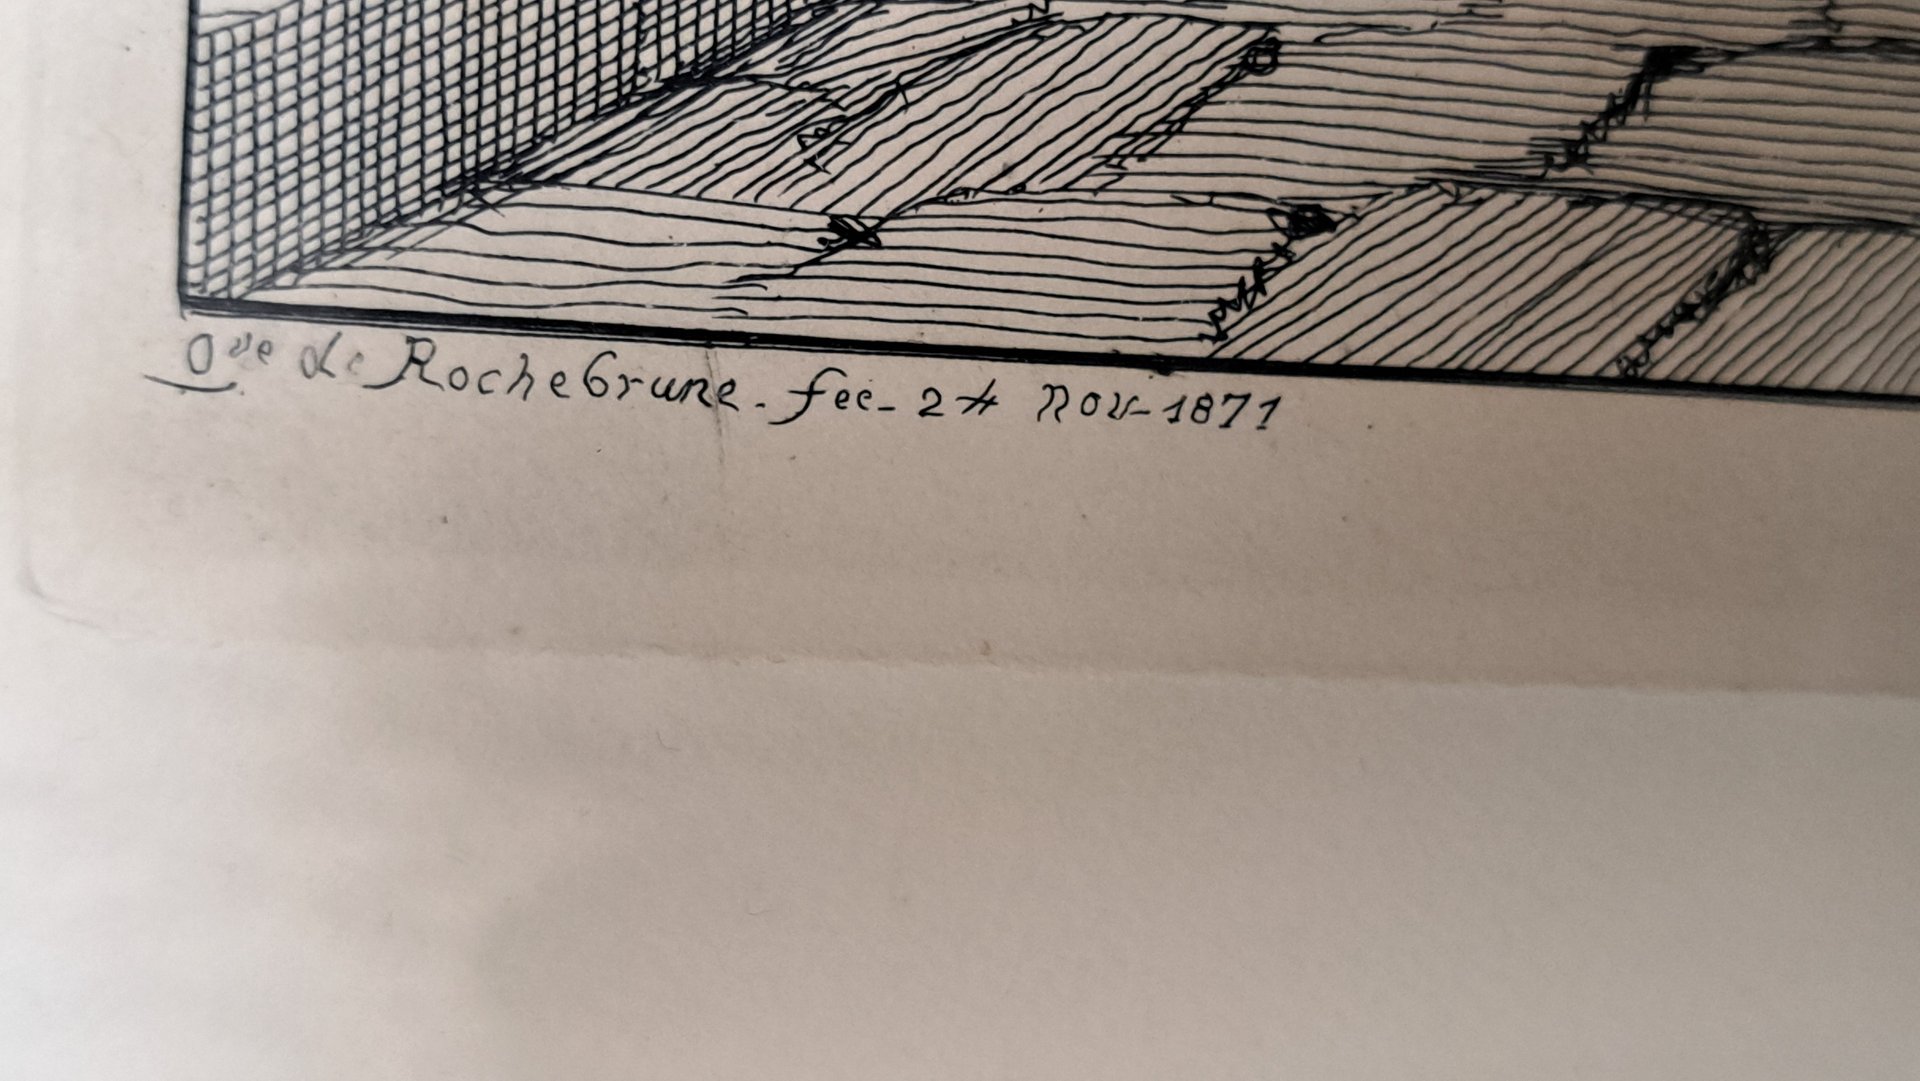 Ove de Rochebrune. fec- 24 Nov-1871